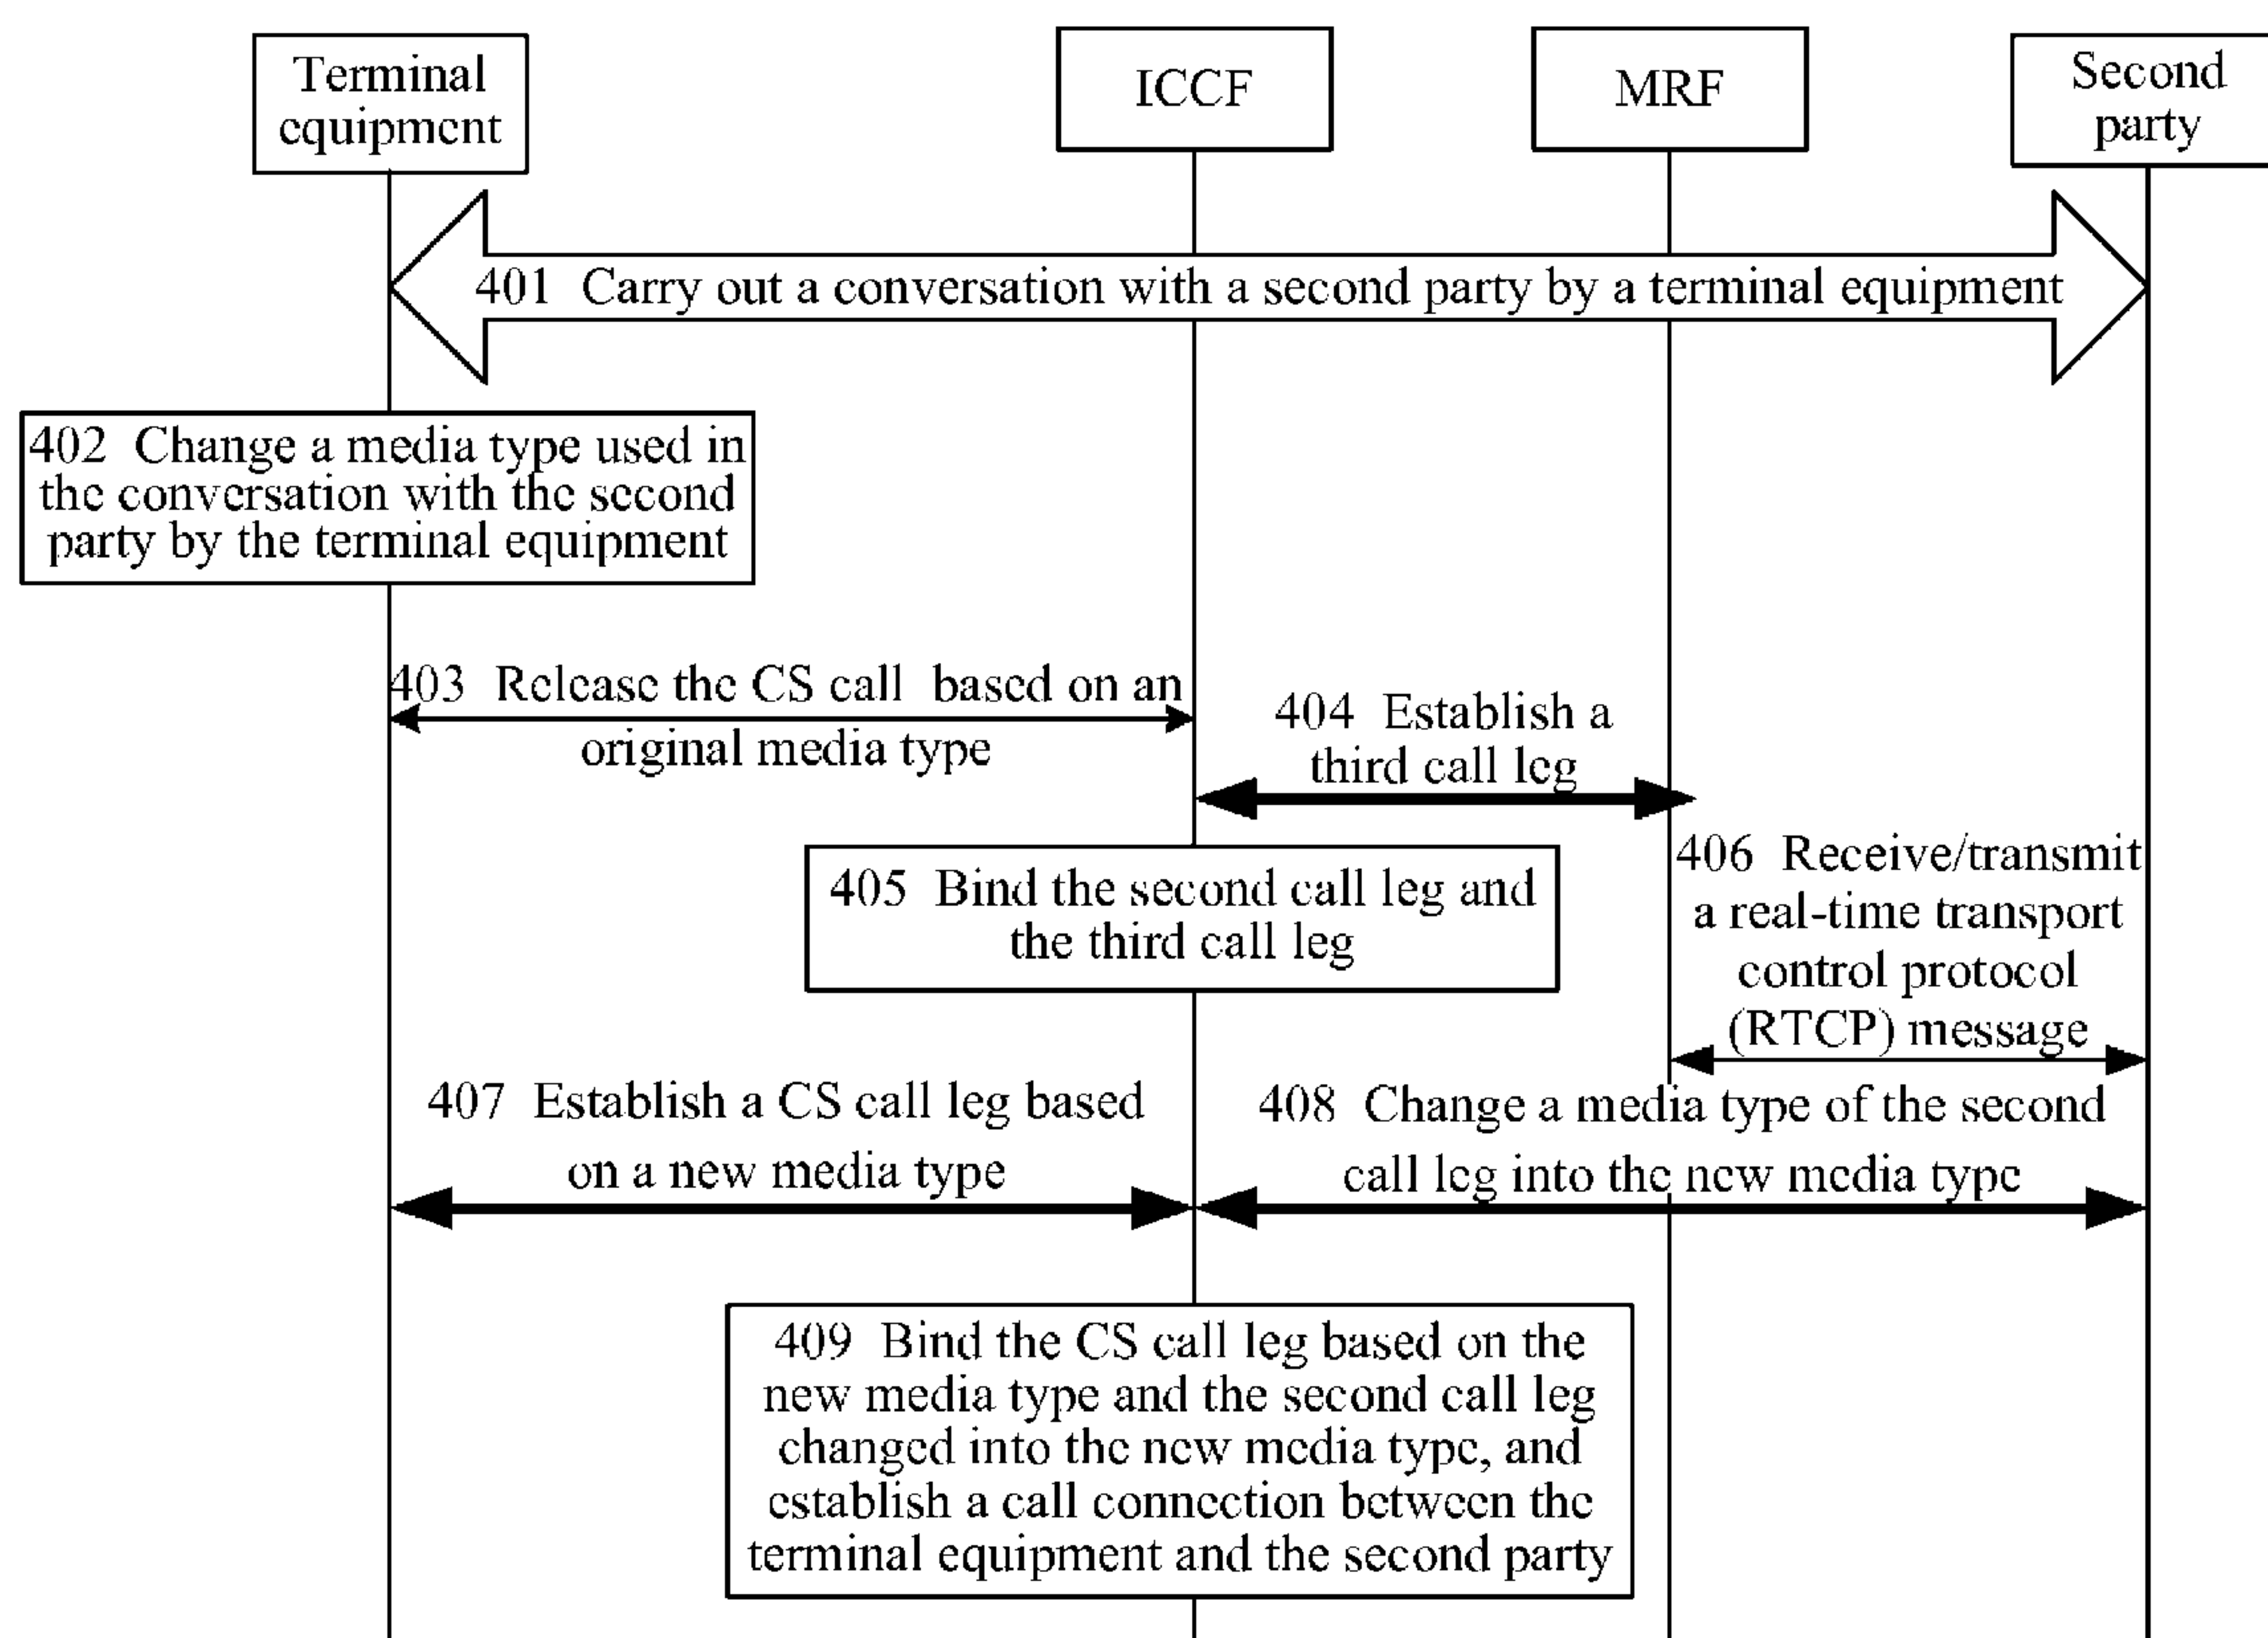 Terminal
equipment
ICCF
MRF
Second
party
401 Carry out a conversation with a second party by a terminal equipment
402 Change a media type used in
the conversation with the second
party by the terminal equipment
403 Release the CS call based on an
original media type
404 Establish a
third call leg
405 Bind the second call leg and
the third call leg
406 Receive/transmit
a real-time transport
control protocol
(RTCP) message
407 Establish a CS call leg based
on a new media type
408 Change a media type of the second
call leg into the new media type
409 Bind the CS call leg based on the
new media type and the second call leg
changed into the new media type, and
establish a call connection between the
terminal equipment and the second party